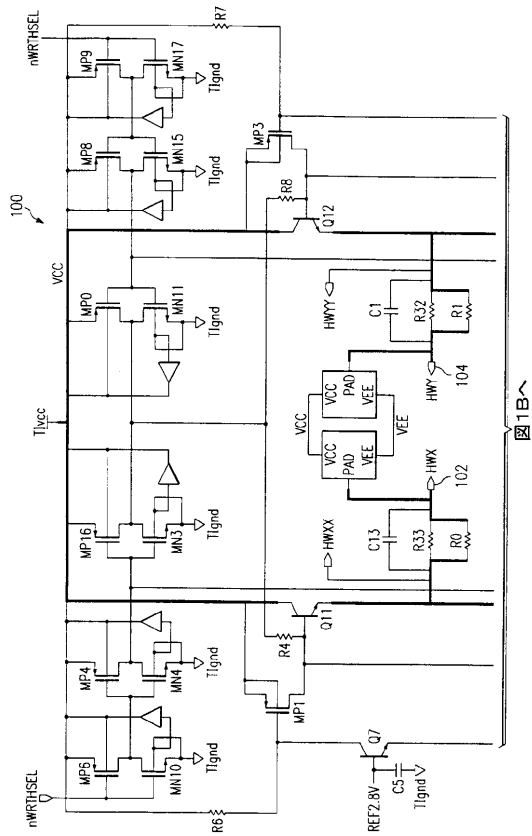 100
nWRTHSEL
MP9
MN17
TIgnd
MP8
MN15
TIgnd
R7
VCC
TIvcc
MP0
MN11
TIgnd
MP16
MN3
TIgnd
MP4
MN4
TIgnd
MP6
MN10
TIgnd
nWRTHSEL
R6
MP3
R8
Q12
R4
Q11
MP1
Q7
REF2.8V
C5
TIgnd
HWYY
C1
R32
R1
HWY
104
VCC
VCC
PAD
VEE
VCC
PAD
VEE
VEE
HWX
102
HWXX
C13
R33
R0
図1Bへ